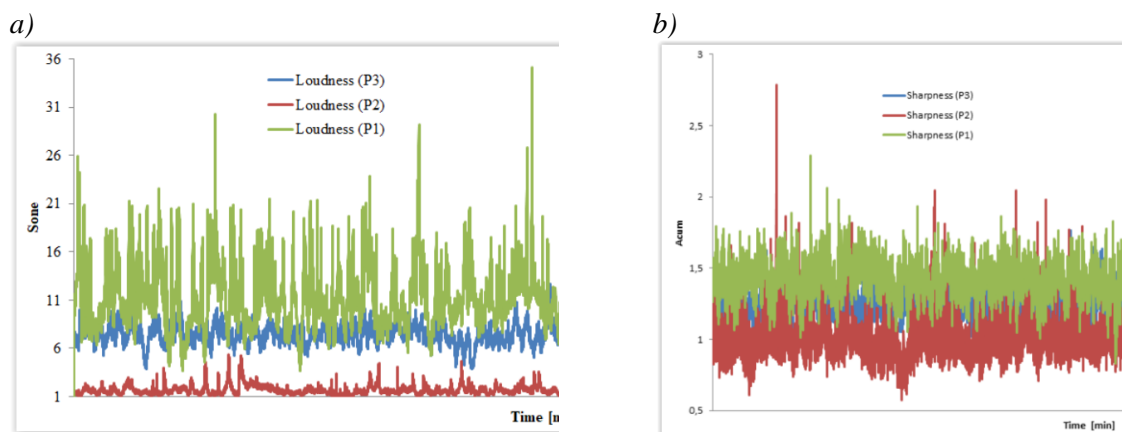 a)
36
31
26
21
16
11
6
1
Sone
Loudness (P3)
Loudness (P2)
Loudness (P1)
Time
b)
3
2,5
2
1,5
1
0,5
Acum
Sharpness (P3)
Sharpness (P2)
Sharpness (P1)
Time [min]